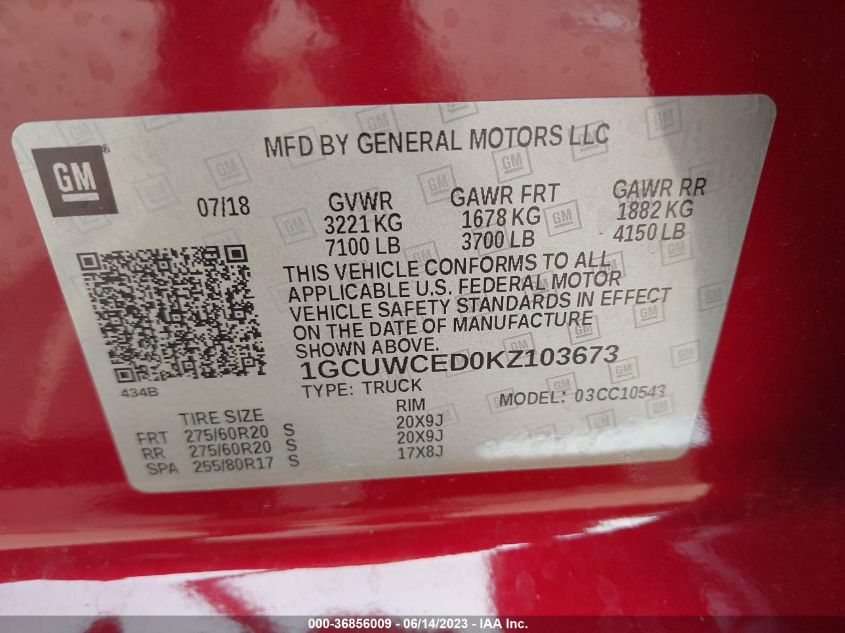 MFD BY GENERAL MOTORS LLC
GM
07/18
GVWR
3221 KG
7100 LB
GAWR FRT
1678 KG
3700 LB
GAWR RR
1882 KG
4150 LB
THIS VEHICLE CONFORMS TO ALL
APPLICABLE U.S. FEDERAL MOTOR
VEHICLE SAFETY STANDARDS IN EFFECT
ON THE DATE OF MANUFACTURE
SHOWN ABOVE.
1GCUWCED0KZ103673
434B
TYPE: TRUCK
MODEL: 03CC10543
TIRE SIZE RIM
FRT 275/60R20 S 20X9J
RR 275/60R20 S 20X9J
SPA 255/80R17 S 17X8J
000-36856009 - 06/14/2023 - IAA Inc.